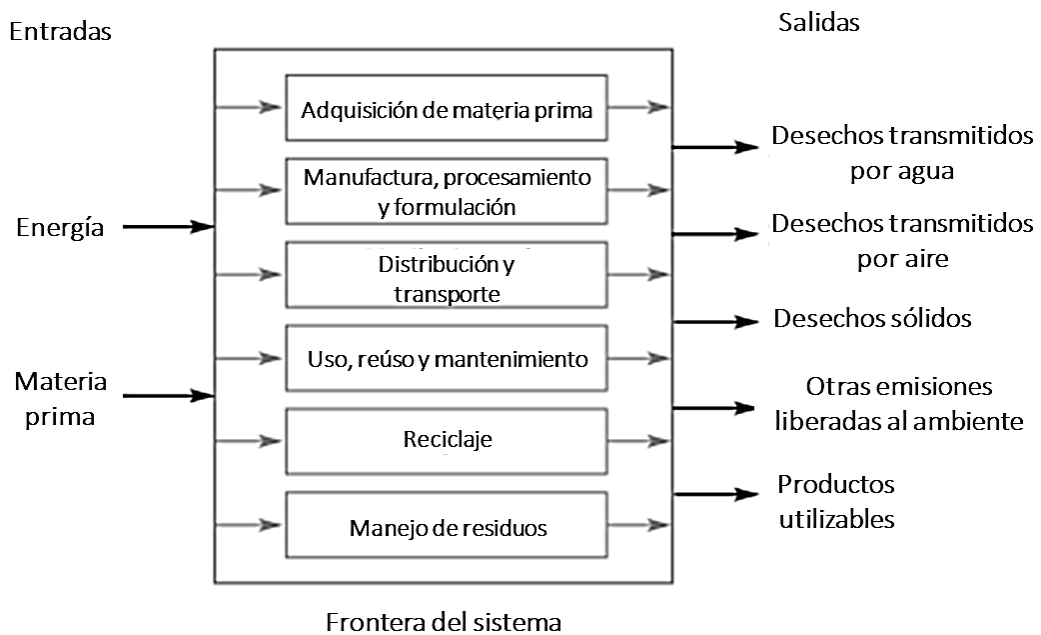 Entradas
Salidas
Adquisición de materia prima
Manufactura, procesamiento
y formulación
Distribución y
transporte
Uso, reúso y mantenimiento
Reciclaje
Manejo de residuos
Energía
Materia
prima
Desechos transmitidos
por agua
Desechos transmitidos
por aire
Desechos sólidos
Otras emisiones
liberadas al ambiente
Productos
utilizables
Frontera del sistema